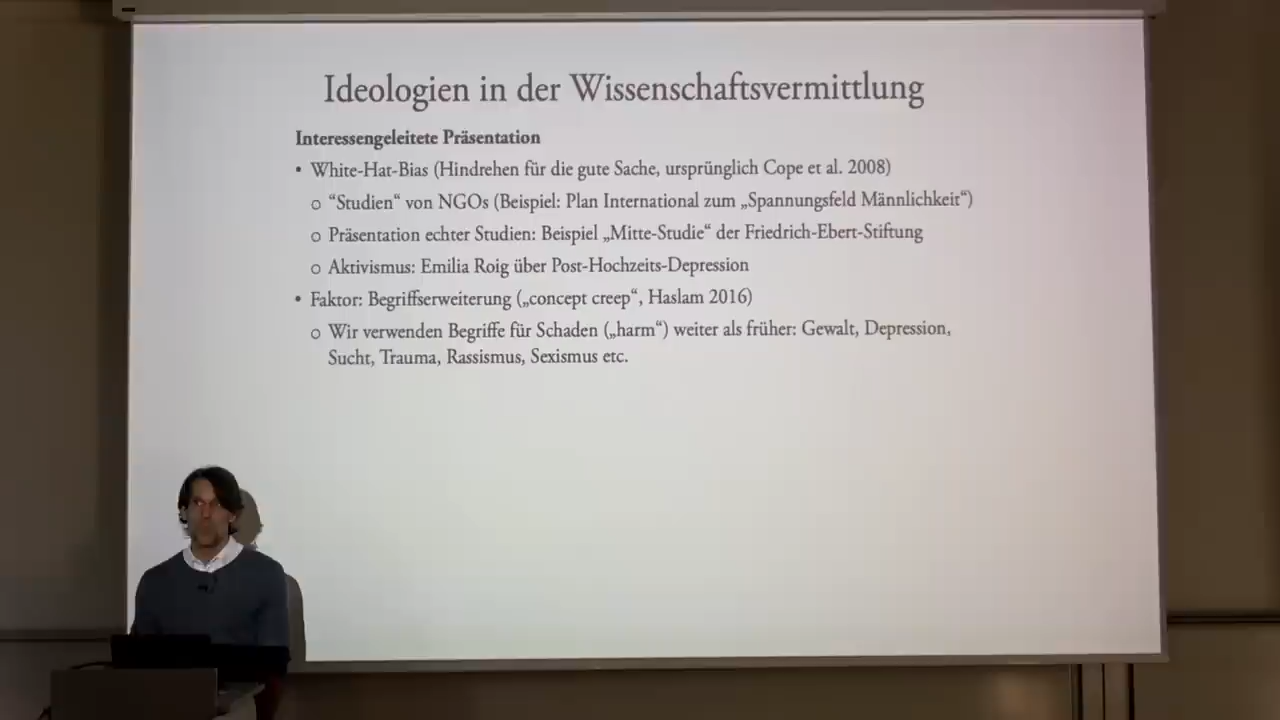 Ideologien in der Wissenschaftsvermittlung
Interessengeleitete Präsentation
• White-Hat-Bias (Hindrehen für die gute Sache, ursprünglich Cope et al. 2008)
o “Studien“ von NGOs (Beispiel: Plan International zum „Spannungsfeld Männlichkeit“)
o Präsentation echter Studien: Beispiel „Mitte-Studie“ der Friedrich-Ebert-Stiftung
o Aktivismus: Emilia Roig über Post-Hochzeits-Depression
• Faktor: Begriffserweiterung („concept creep“, Haslam 2016)
o Wir verwenden Begriffe für Schaden („harm“) weiter als früher: Gewalt, Depression,
Sucht, Trauma, Rassismus, Sexismus etc.